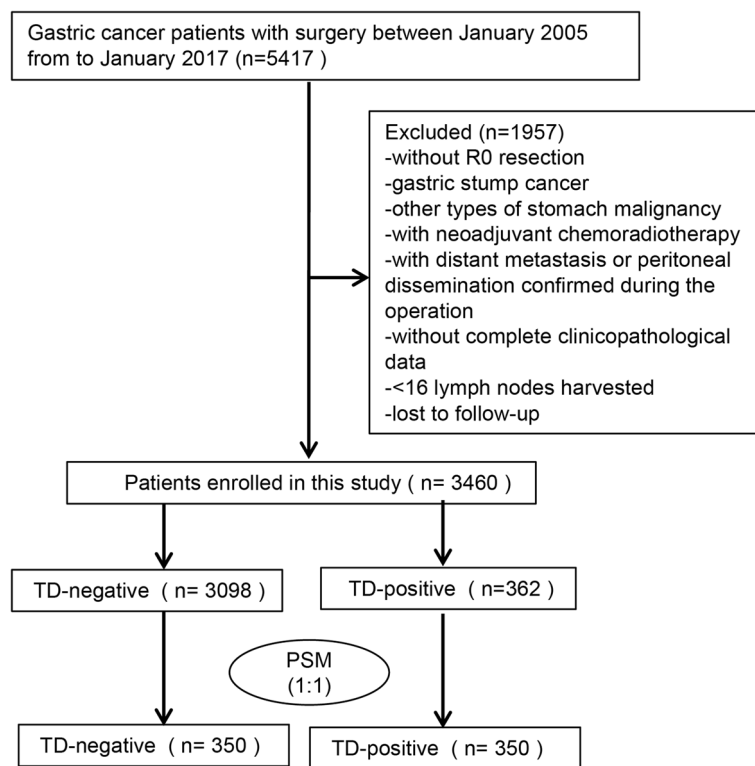 Gastric cancer patients with surgery between January 2005
from to January 2017 (n=5417 )
Excluded (n=1957)
-without R0 resection
-gastric stump cancer
-other types of stomach malignancy
-with neoadjuvant chemoradiotherapy
-with distant metastasis or peritoneal
dissemination confirmed during the
operation
-without complete clinicopathological
data
-<16 lymph nodes harvested
-lost to follow-up
Patients enrolled in this study ( n= 3460 )
TD-negative ( n= 3098 )
TD-positive ( n=362 )
PSM
(1:1)
TD-negative ( n= 350 )
TD-positive ( n= 350 )